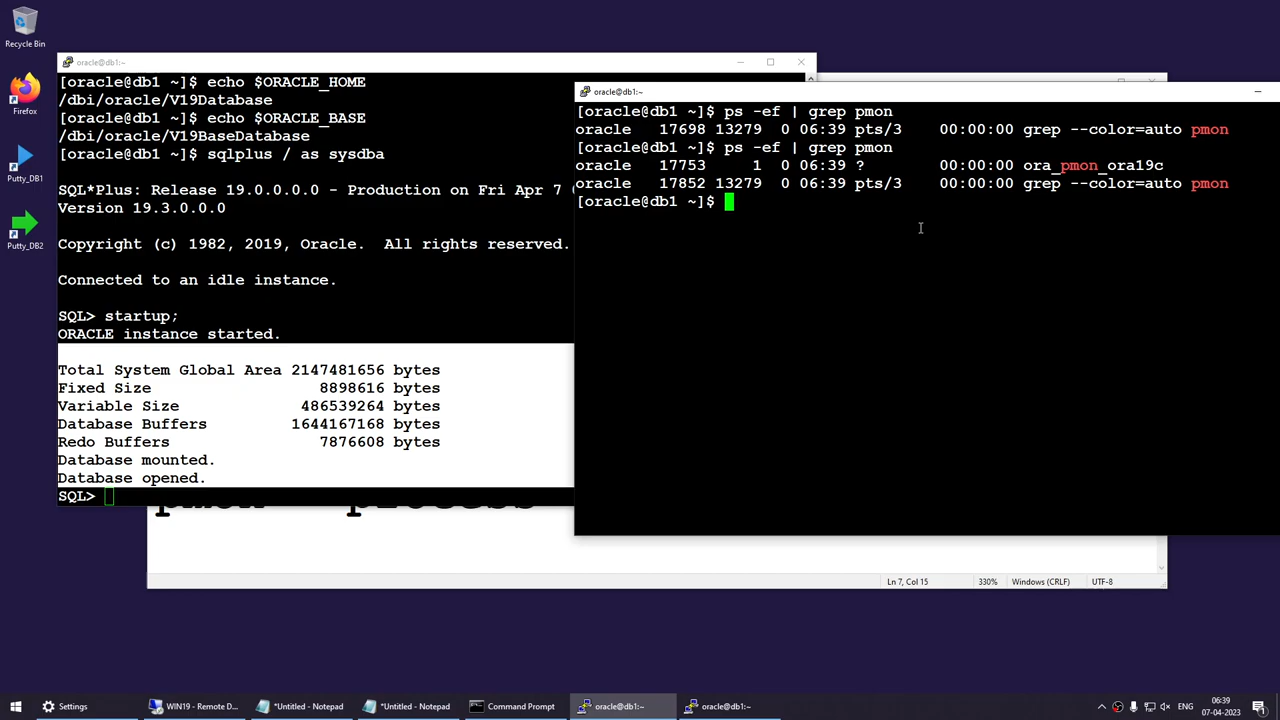 Recycle Bin
Firefox
Putty_DB1
Putty_DB2
oracle@db1:~
[oracle@db1 ~]$ echo $ORACLE_HOME
/dbi/oracle/V19Database
[oracle@db1 ~]$ echo $ORACLE_BASE
/dbi/oracle/V19BaseDatabase
[oracle@db1 ~]$ sqlplus / as sysdba
SQL*Plus: Release 19.0.0.0.0 - Production on Fri Apr 7
Version 19.3.0.0.0
Copyright (c) 1982, 2019, Oracle.  All rights reserved.
Connected to an idle instance.
SQL> startup;
ORACLE instance started.
Total System Global Area 2147481656 bytes
Fixed Size                  8898616 bytes
Variable Size             486539264 bytes
Database Buffers         1644167168 bytes
Redo Buffers                7876608 bytes
Database mounted.
Database opened.
SQL>
oracle@db1:~
[oracle@db1 ~]$ ps -ef | grep pmon
oracle   17698 13279  0 06:39 pts/3    00:00:00 grep --color=auto pmon
[oracle@db1 ~]$ ps -ef | grep pmon
oracle   17753     1  0 06:39 ?        00:00:00 ora_pmon_ora19c
oracle   17852 13279  0 06:39 pts/3    00:00:00 grep --color=auto pmon
[oracle@db1 ~]$
pmon process
Ln 7, Col 15
330%
Windows (CRLF)
UTF-8
Settings
WIN19 - Remote D...
*Untitled - Notepad
*Untitled - Notepad
Command Prompt
oracle@db1:~
oracle@db1:~
ENG
06:39
07-04-2023
1